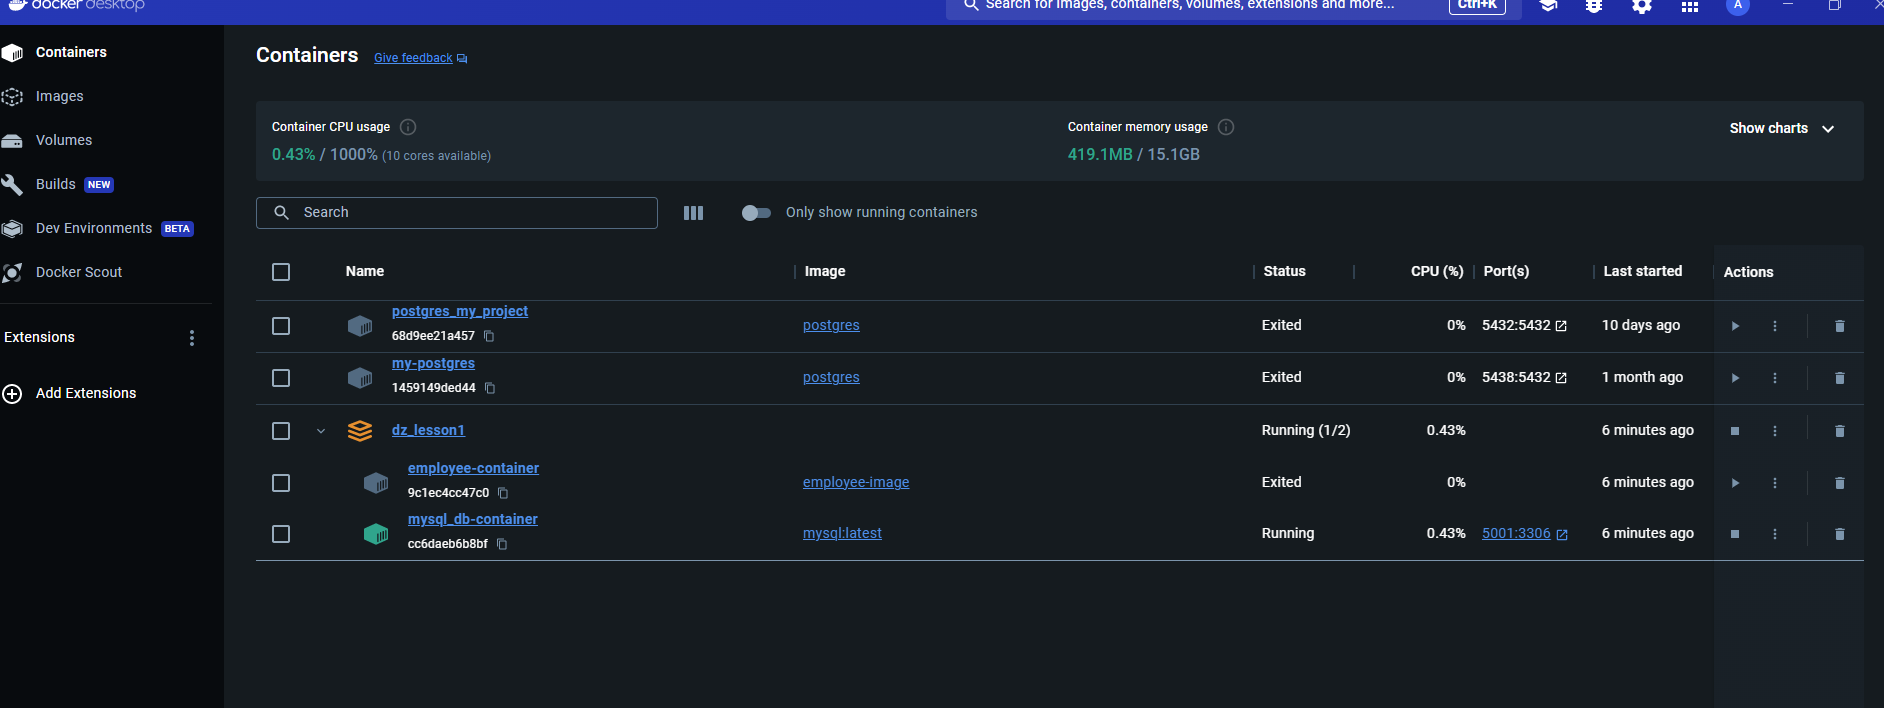 docker desktop
Search for images, containers, volumes, extensions and more...
Ctrl+K
A
Containers
Images
Volumes
Builds NEW
Dev Environments BETA
Docker Scout
Extensions
Add Extensions
Containers Give feedback
Container CPU usage
0.43% / 1000% (10 cores available)
Container memory usage
419.1MB / 15.1GB
Show charts
Search
Only show running containers
Name Image Status CPU (%) Port(s) Last started Actions
postgres_my_project
68d9ee21a457
postgres Exited 0% 5432:5432 10 days ago
my-postgres
1459149ded44
postgres Exited 0% 5438:5432 1 month ago
dz_lesson1 Running (1/2) 0.43% 6 minutes ago
employee-container
9c1ec4cc47c0
employee-image Exited 0% 6 minutes ago
mysql_db-container
cc6daeb6b8bf
mysql:latest Running 0.43% 5001:3306 6 minutes ago